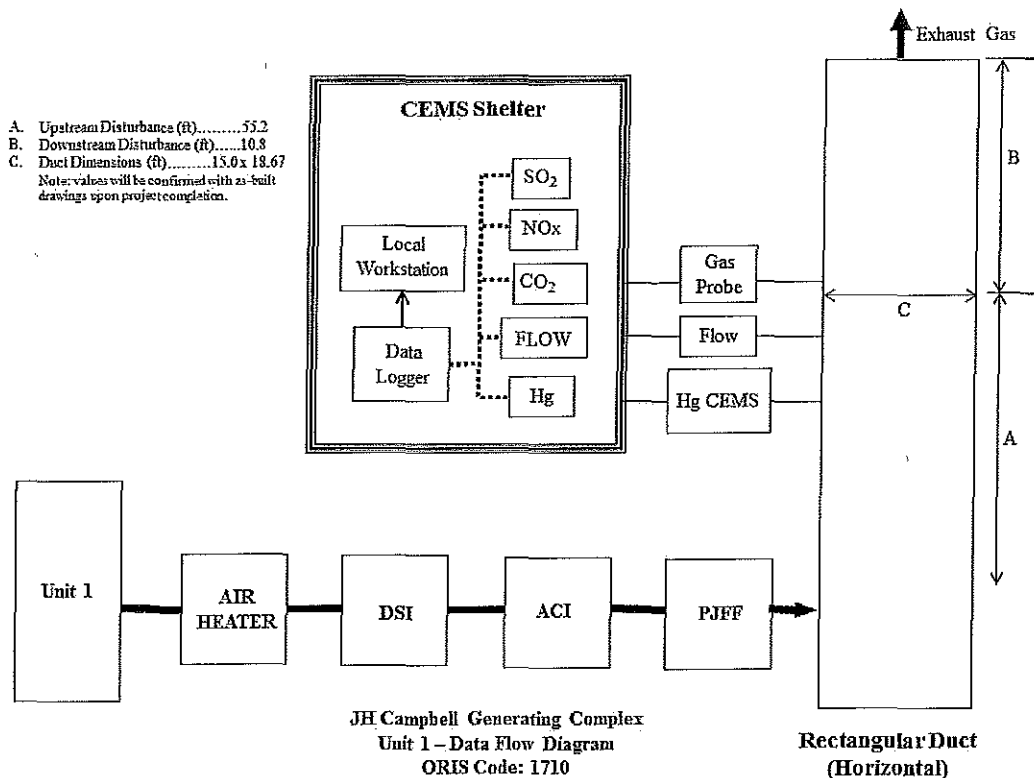 Exhaust Gas
A. Upstream Disturbance (ft).........55.2
B. Downstream Disturbance (ft)......10.8
C. Duct Dimensions (ft).........15.0 x 18.67
Note: values will be confirmed with as-built
drawings upon project completion.
CEMS Shelter
SO₂
NOx
CO₂
FLOW
Hg
Local
Workstation
Data
Logger
Gas
Probe
Flow
Hg CEMS
B
C
A
Unit 1
AIR
HEATER
DSI
ACI
PJFF
JH Campbell Generating Complex
Unit 1 – Data Flow Diagram
ORIS Code: 1710
Rectangular Duct
(Horizontal)